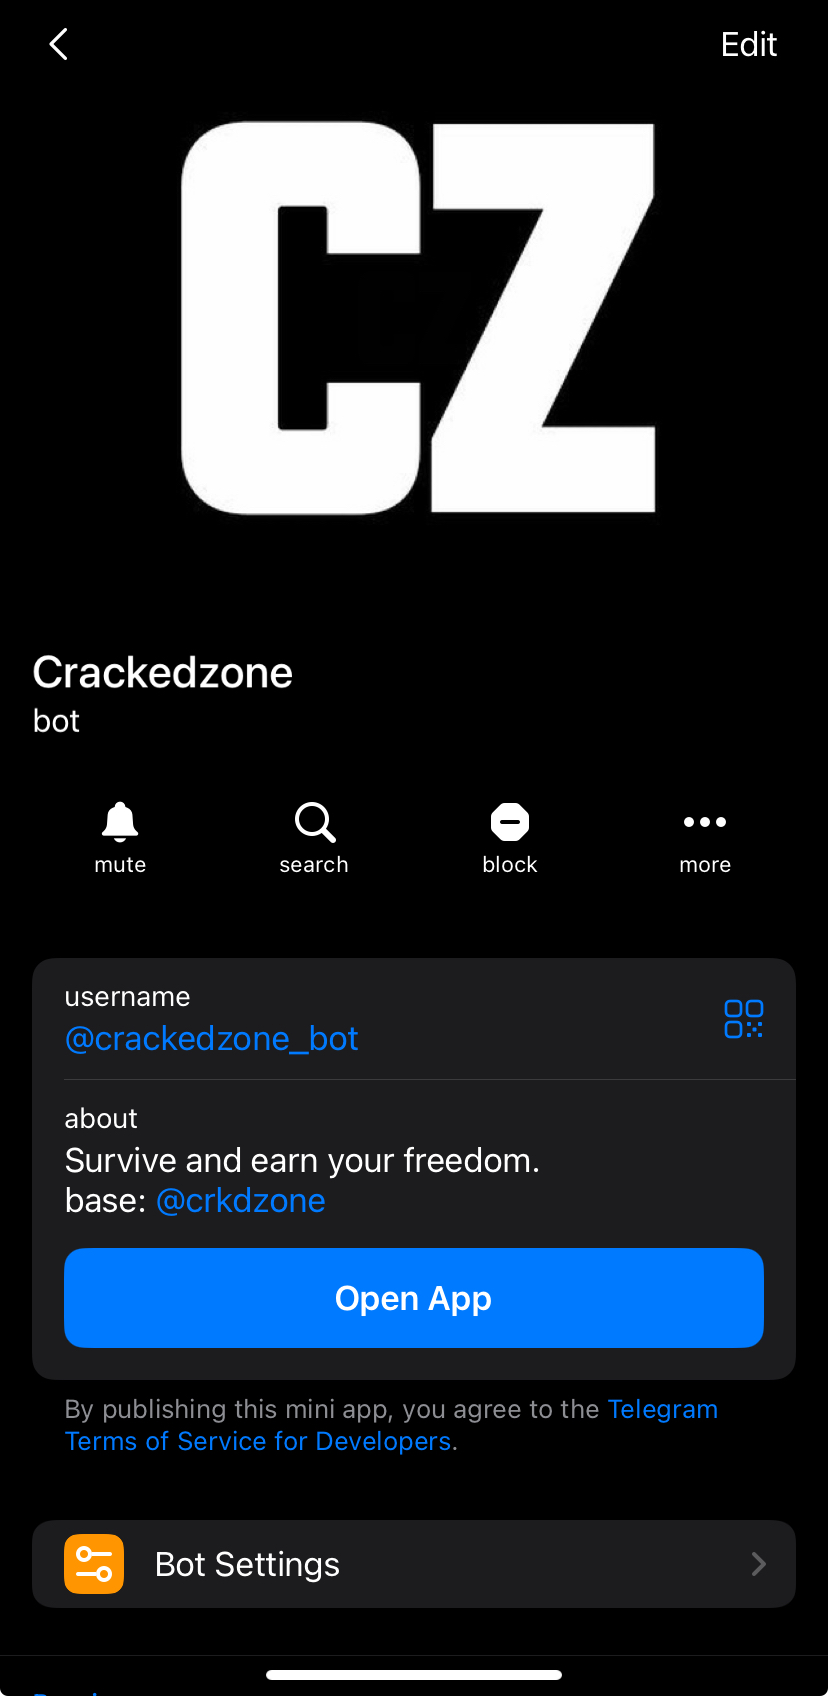 Edit
CZ
Crackedzone
bot
mute
search
block
more
username
@crackedzone_bot
about
Survive and earn your freedom.
base: @crkdzone
Open App
By publishing this mini app, you agree to the Telegram
Terms of Service for Developers.
Bot Settings